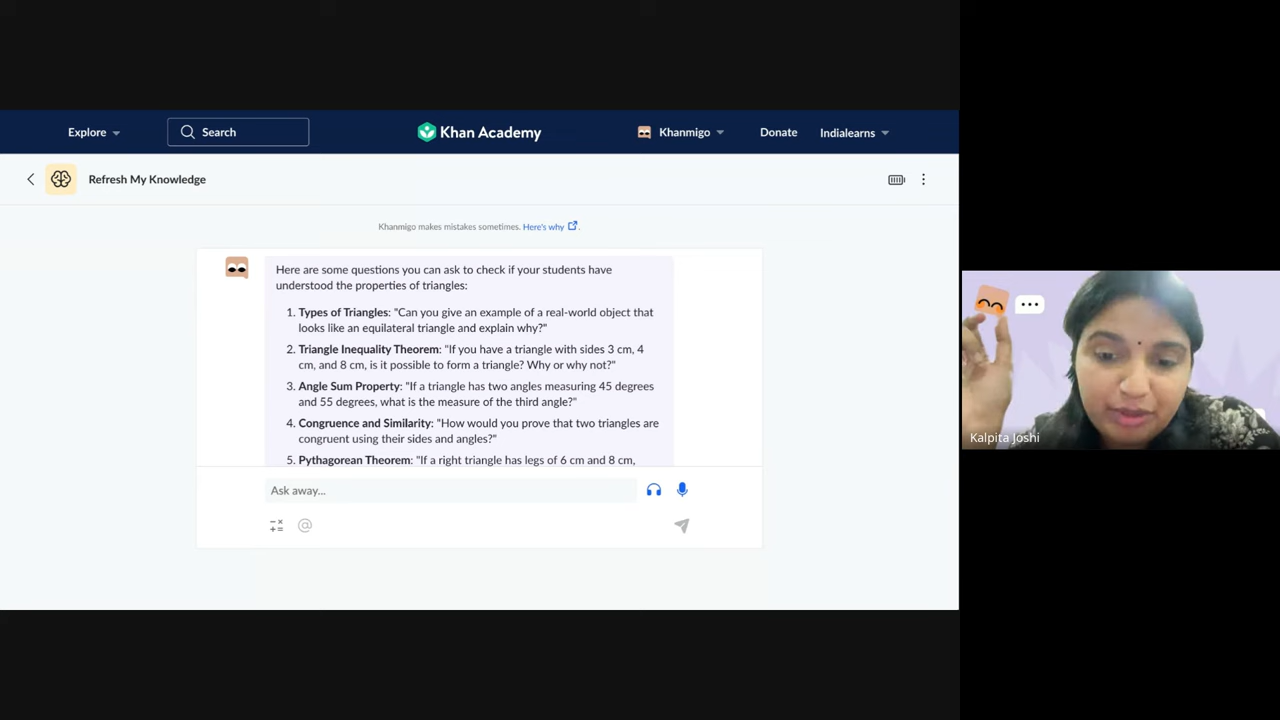 Explore
Search
Khan Academy
Khanmigo
Donate
Indialearns
Refresh My Knowledge
Khanmigo makes mistakes sometimes. Here's why.
Here are some questions you can ask to check if your students have
understood the properties of triangles:
1. Types of Triangles: "Can you give an example of a real-world object that
looks like an equilateral triangle and explain why?"
2. Triangle Inequality Theorem: "If you have a triangle with sides 3 cm, 4
cm, and 8 cm, is it possible to form a triangle? Why or why not?"
3. Angle Sum Property: "If a triangle has two angles measuring 45 degrees
and 55 degrees, what is the measure of the third angle?"
4. Congruence and Similarity: "How would you prove that two triangles are
congruent using their sides and angles?"
5. Pythagorean Theorem: "If a right triangle has legs of 6 cm and 8 cm,
Ask away...
@
Kalpita Joshi